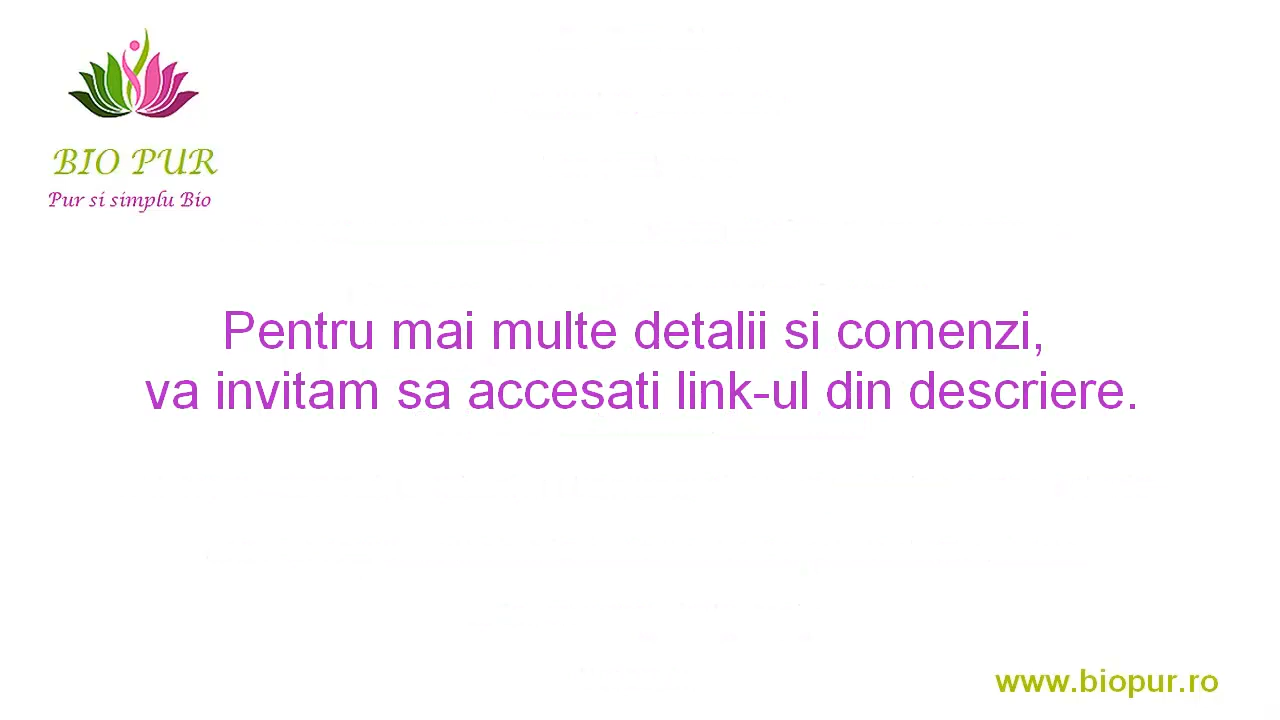 BIO PUR
Pur si simplu Bio
Pentru mai multe detalii si comenzi,
va invitam sa accesati link-ul din descriere.
www.biopur.ro